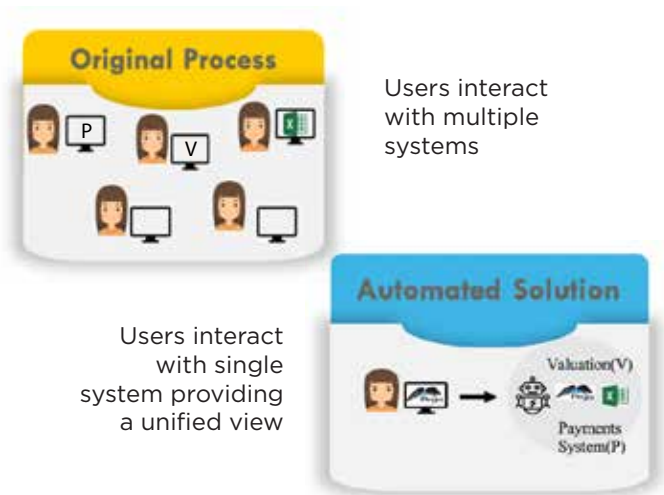 Original Process
P
V
Users interact
with multiple
systems
Automated Solution
Users interact
with single
system providing
a unified view
Valuation(V)
Payments
System(P)